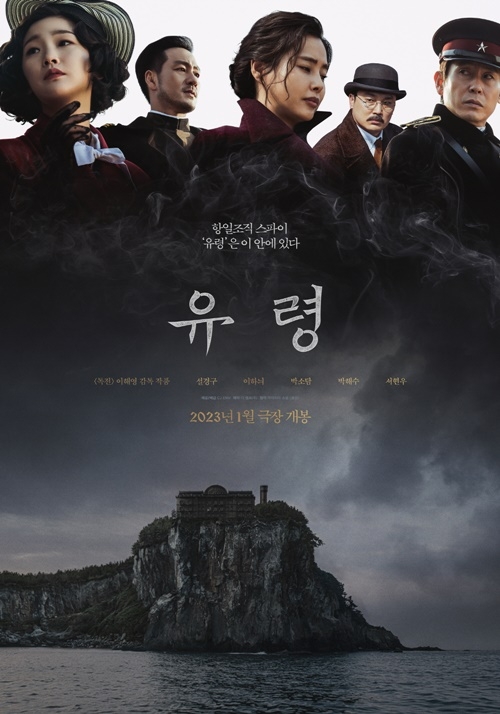 항일조직 스파이
‘유령’은 이 안에 있다
유 령
<독전> 이해영 감독 작품 설경구 이하늬 박소담 박해수 서현우
2023년 1월 극장 개봉